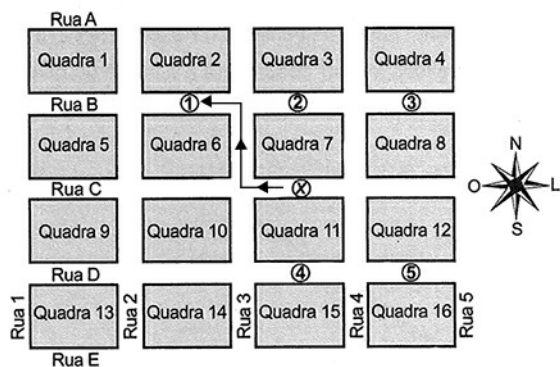 Rua A
Quadra 1 Quadra 2 Quadra 3 Quadra 4
Rua B 1 2 3
Quadra 5 Quadra 6 Quadra 7 Quadra 8
Rua C X
N
O L
S
Quadra 9 Quadra 10 Quadra 11 Quadra 12
Rua D 4 5
Rua 1 Quadra 13 Rua 2 Quadra 14 Rua 3 Quadra 15 Rua 4 Quadra 16 Rua 5
Rua E